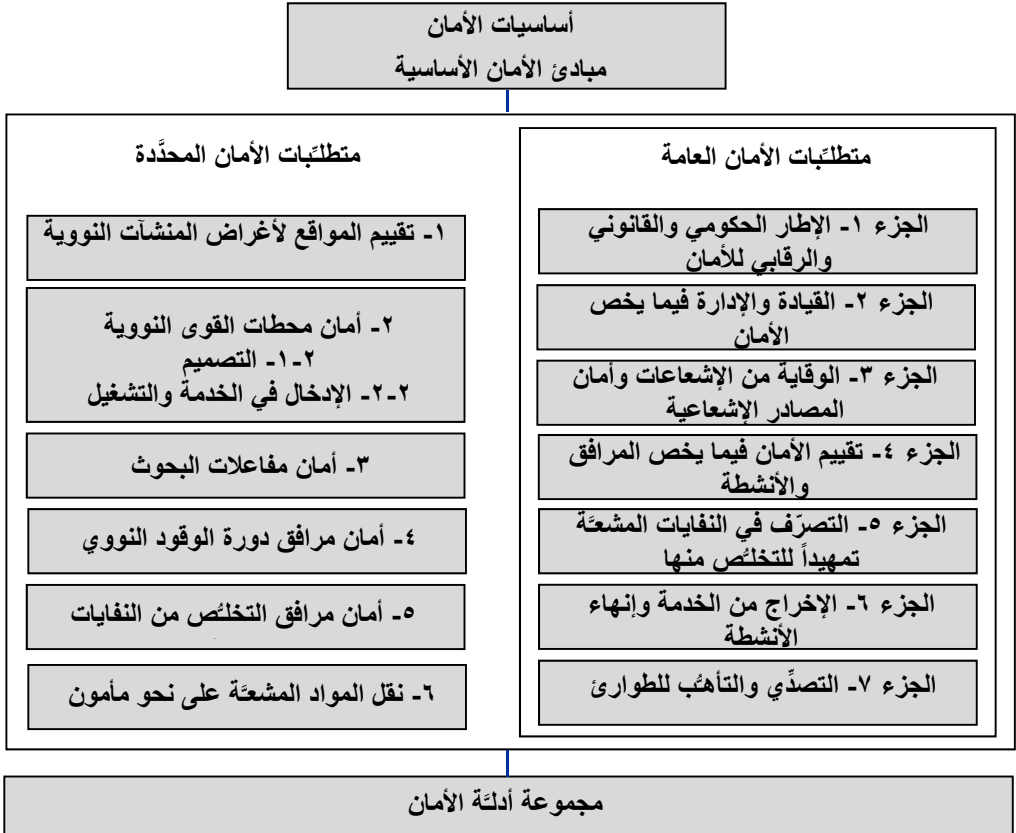 أساسيات الأمان
مبادئ الأمان الأساسية
متطلبّات الأمان العامة
الجزء ١- الإطار الحكومي والقانوني
والرقابي للأمان
الجزء ٢- القيادة والإدارة فيما يخص
الأمان
الجزء ٣- الوقاية من الإشعاعات وأمان
المصادر الإشعاعية
الجزء ٤- تقييم الأمان فيما يخص المرافق
والأنشطة
الجزء ٥- التصرّف في النفايات المشعَّة
تمهيداً للتخلُّص منها
الجزء ٦- الإخراج من الخدمة وإنهاء
الأنشطة
الجزء ٧- التصدِّي والتأهُّب للطوارئ
متطلبّات الأمان المحدَّدة
١- تقييم المواقع لأغراض المنشآت النووية
٢- أمان محطات القوى النووية
٢-١- التصميم
٢-٢- الإدخال في الخدمة والتشغيل
٣- أمان مفاعلات البحوث
٤- أمان مرافق دورة الوقود النووي
٥- أمان مرافق التخلُّص من النفايات
٦- نقل المواد المشعَّة على نحو مأمون
مجموعة أدلَّة الأمان